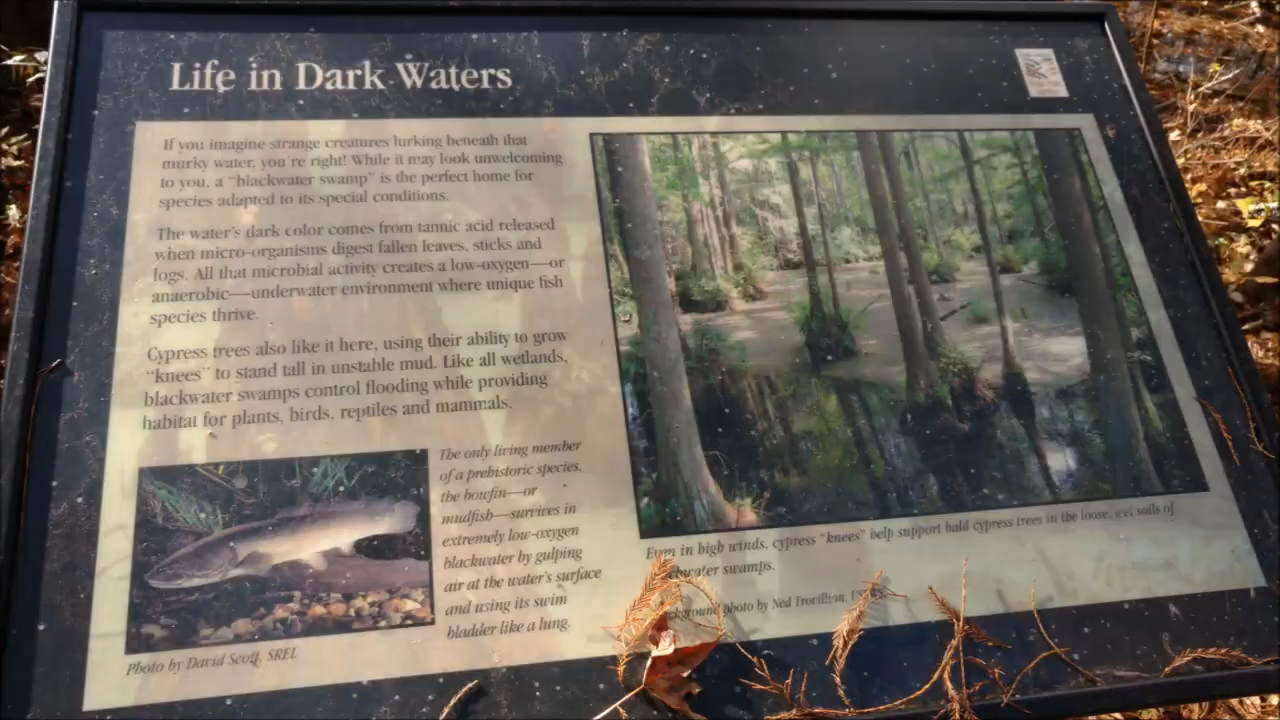 Life in Dark Waters
If you imagine strange creatures lurking beneath that
murky water, you're right! While it may look unwelcoming
to you, a “blackwater swamp” is the perfect home for
species adapted to its special conditions.
The water's dark color comes from tannic acid released
when micro-organisms digest fallen leaves, sticks and
logs. All that microbial activity creates a low-oxygen—or
anaerobic—underwater environment where unique fish
species thrive.
Cypress trees also like it here, using their ability to grow
“knees” to stand tall in unstable mud. Like all wetlands,
blackwater swamps control flooding while providing
habitat for plants, birds, reptiles and mammals.
The only living member
of a prehistoric species,
the bowfin—or
mudfish—survives in
extremely low-oxygen
blackwater by gulping
air at the water's surface
and using its swim
bladder like a lung.
Photo by David Scott, SREL
Even in high winds, cypress “knees” help support bald cypress trees in the loose, wet soils of
water swamps.
photo by Ned Trovillian,